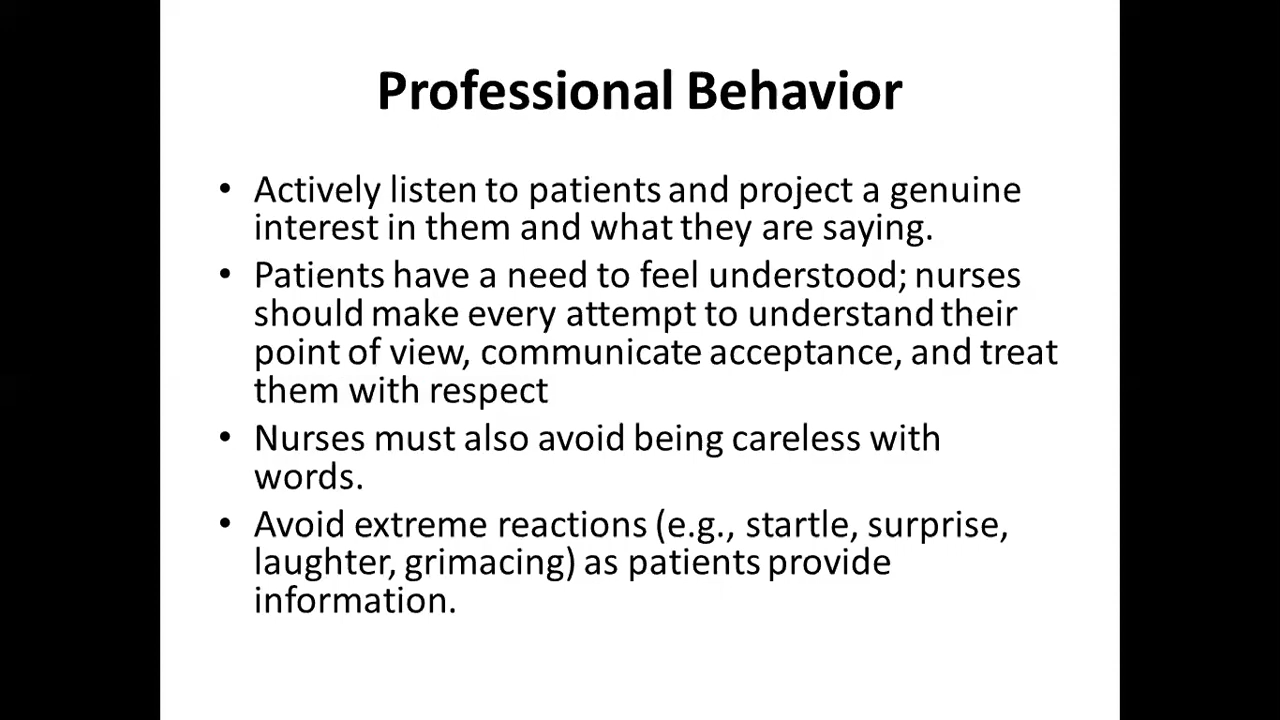 Professional Behavior
• Actively listen to patients and project a genuine
interest in them and what they are saying.
• Patients have a need to feel understood; nurses
should make every attempt to understand their
point of view, communicate acceptance, and treat
them with respect
• Nurses must also avoid being careless with
words.
• Avoid extreme reactions (e.g., startle, surprise,
laughter, grimacing) as patients provide
information.